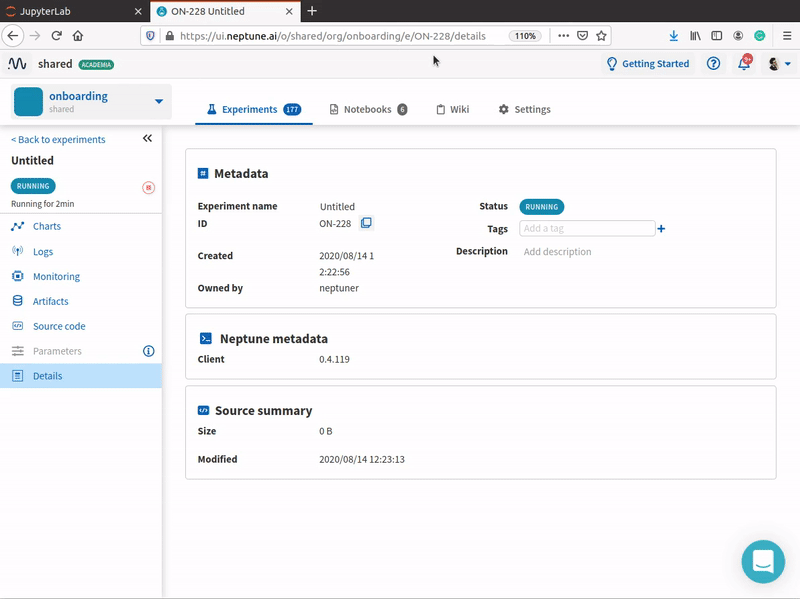 JupyterLab
ON-228 Untitled
https://ui.neptune.ai/o/shared/org/onboarding/e/ON-228/details
110%
shared ACADEMIA
Getting Started
9+
onboarding
shared
Experiments 177
Notebooks 6
Wiki
Settings
< Back to experiments
Untitled
RUNNING
Running for 2min
Charts
Logs
Monitoring
Artifacts
Source code
Parameters
Details
Metadata
Experiment name Untitled
ID ON-228
Created 2020/08/14 1
2:22:56
Owned by neptuner
Status RUNNING
Tags Add a tag
Description Add description
Neptune metadata
Client 0.4.119
Source summary
Size 0 B
Modified 2020/08/14 12:23:13